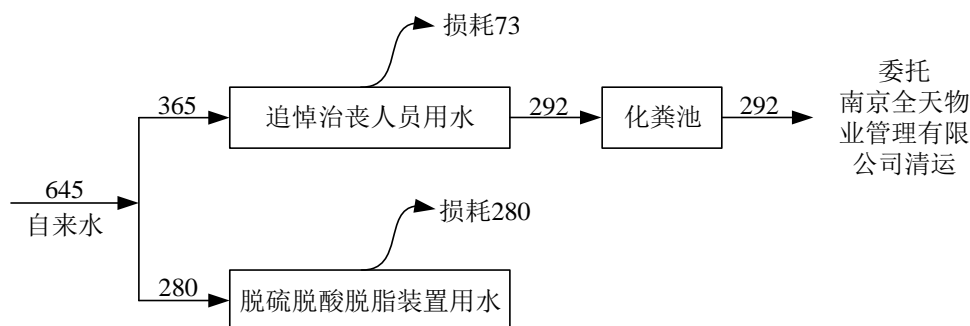 损耗73
365
追悼治丧人员用水
292
化粪池
292
委托
南京全天物
业管理有限
公司清运
645
自来水
损耗280
280
脱硫脱酸脱脂装置用水